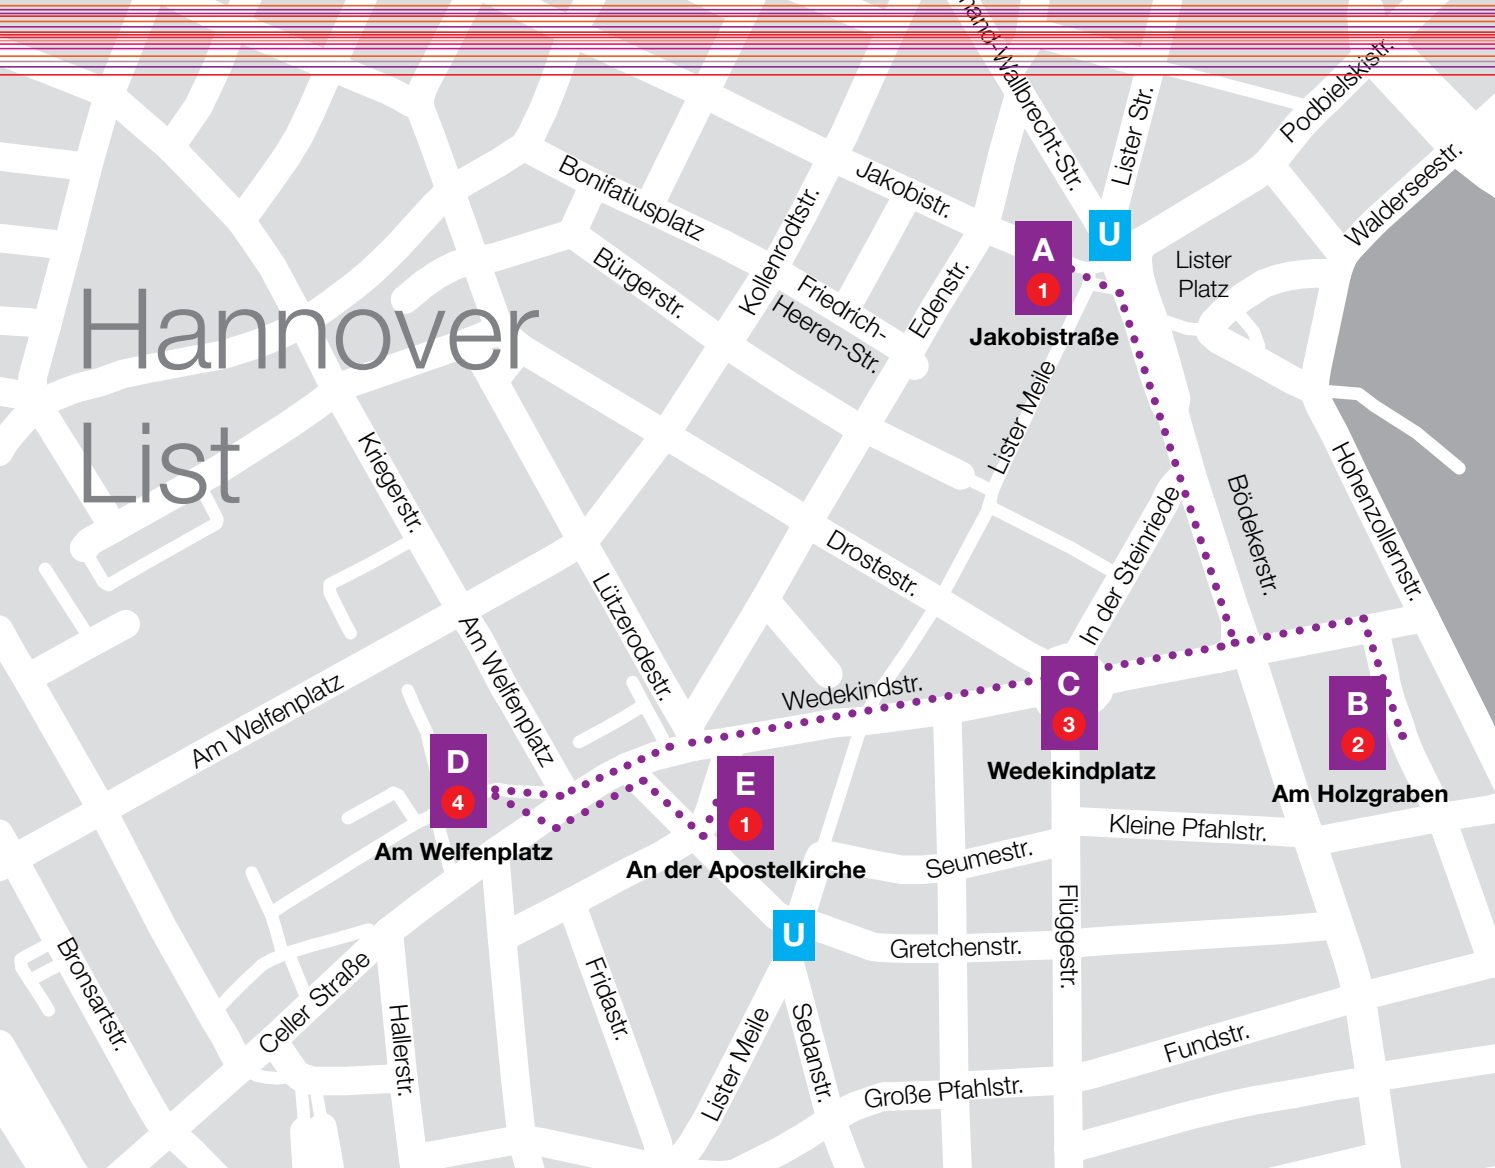 Hannover
List
hand-Wallbrecht-Str.
Lister Str.
Podbielskistr.
Walderseestr.
Bonifatiusplatz
Jakobistr.
Kollenrodtstr.
Bürgerstr.
Friedrich-
Heeren-Str.
Edenstr.
A
1
Jakobistraße
U
Lister
Platz
Lister Meile
Kriegerstr.
Hohenzollernstr.
Bödekerstr.
In der Steinriede
Drostestr.
Lützerodestr.
Am Welfenplatz
Am Welfenplatz
Wedekindstr.
C
3
Wedekindplatz
B
2
Am Holzgraben
D
4
Am Welfenplatz
E
1
An der Apostelkirche
Kleine Pfahlstr.
Seumestr.
Flüggestr.
U
Gretchenstr.
Bronsartstr.
Celler Straße
Hallerstr.
Fridastr.
Lister Meile
Sedanstr.
Fundstr.
Große Pfahlstr.